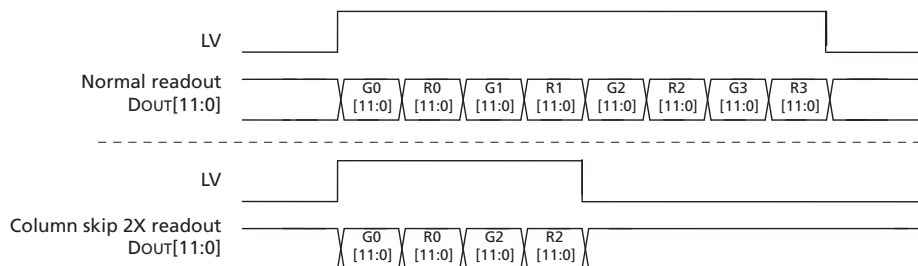 LV
Normal readout
DOUT[11:0]
G0 R0 G1 R1 G2 R2 G3 R3
[11:0] [11:0] [11:0] [11:0] [11:0] [11:0] [11:0] [11:0]
LV
Column skip 2X readout
DOUT[11:0]
G0 R0 G2 R2
[11:0] [11:0] [11:0] [11:0]